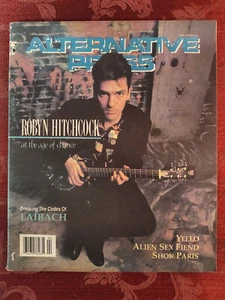 ALTERNATIVE
PRESS
ROBYN HITCHCOCK
at the age of chance
Breaking The Codes Of
LAIBACH
YELLO
ALIEN SEX FIEND
SHOK PARIS